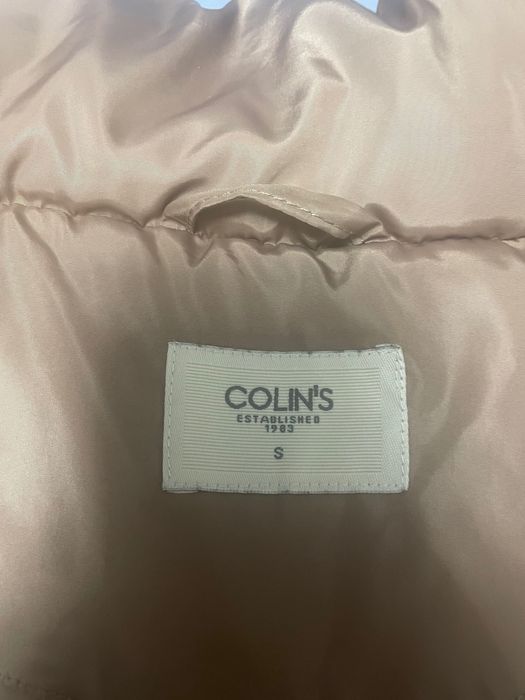 COLIN'S
ESTABLISHED
1983
S